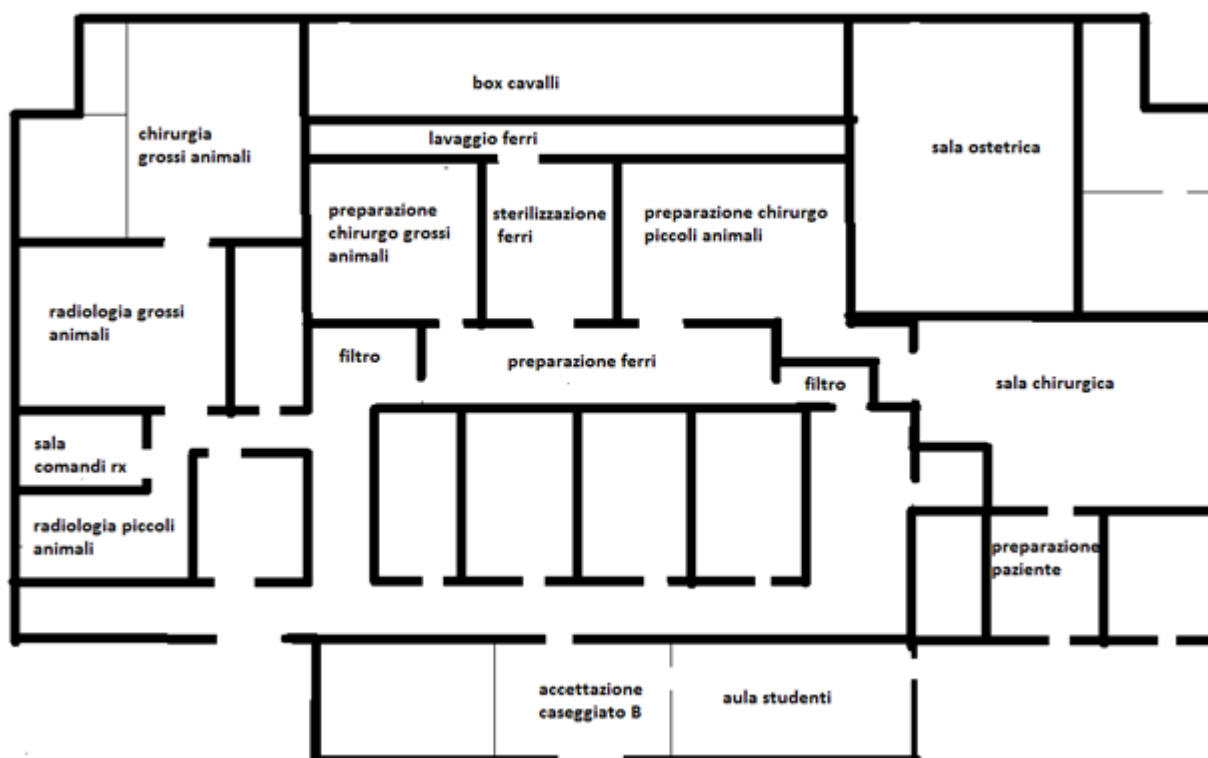 box cavalli
chirurgia
grossi animali
lavaggio ferri
sala ostetrica
preparazione
chirurgo grossi
animali
sterilizzazione
ferri
preparazione chirurgo
piccoli animali
radiologia grossi
animali
filtro
preparazione ferri
filtro
sala chirurgica
sala
comandi rx
radiologia piccoli
animali
preparazione
paziente
accettazione
caseggiato B
aula studenti